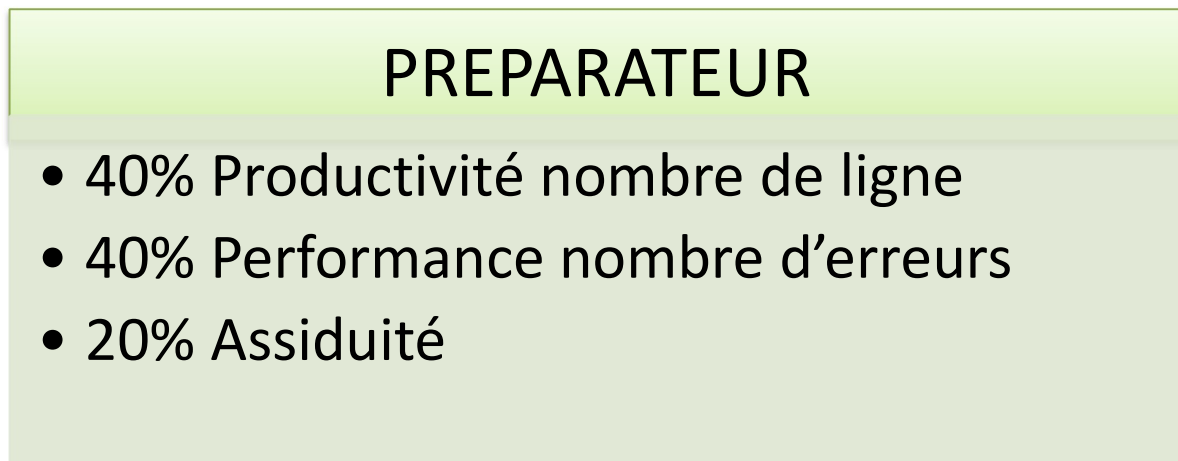 PREPARATEUR
• 40% Productivité nombre de ligne
• 40% Performance nombre d’erreurs
• 20% Assiduité